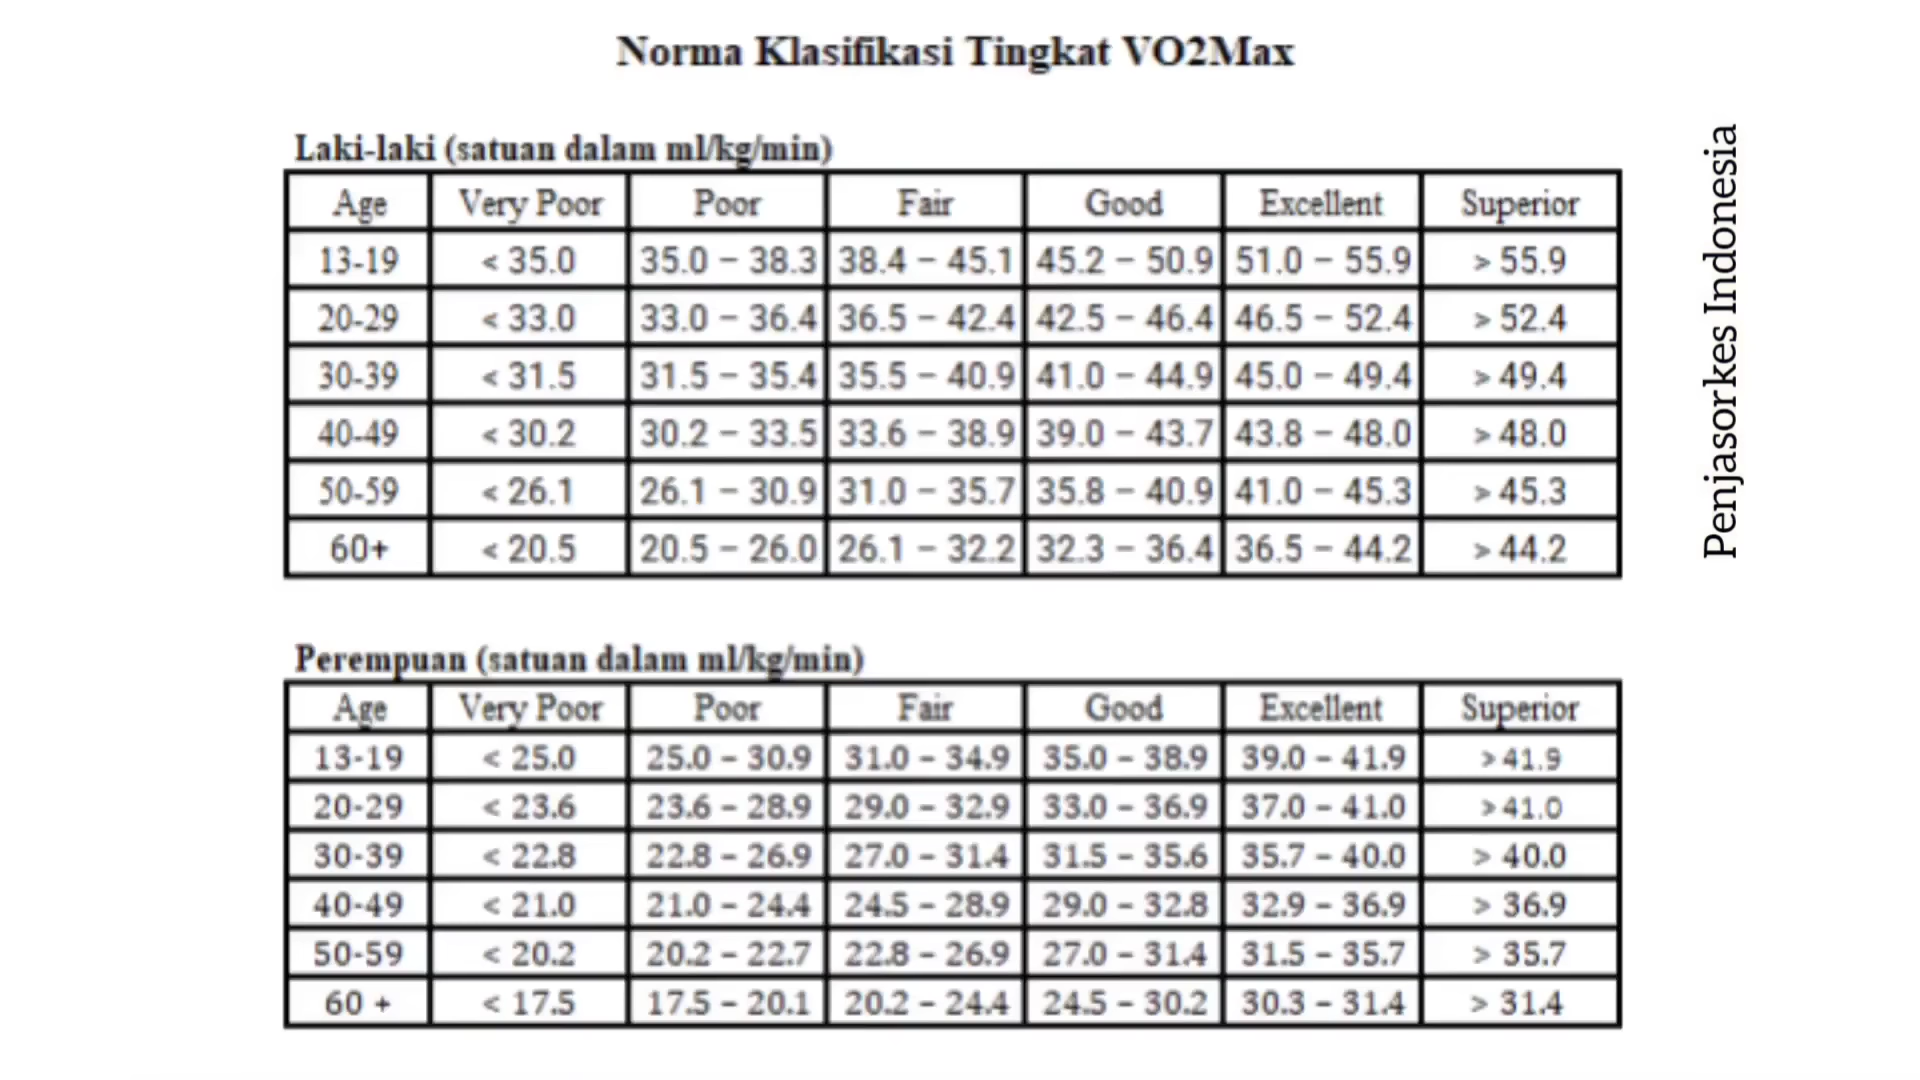 Norma Klasifikasi Tingkat VO2Max
Laki-laki (satuan dalam ml/kg/min)
Age Very Poor Poor Fair Good Excellent Superior
13-19 < 35.0 35.0 – 38.3 38.4 – 45.1 45.2 – 50.9 51.0 – 55.9 > 55.9
20-29 < 33.0 33.0 – 36.4 36.5 – 42.4 42.5 – 46.4 46.5 – 52.4 > 52.4
30-39 < 31.5 31.5 – 35.4 35.5 – 40.9 41.0 – 44.9 45.0 – 49.4 > 49.4
40-49 < 30.2 30.2 – 33.5 33.6 – 38.9 39.0 – 43.7 43.8 – 48.0 > 48.0
50-59 < 26.1 26.1 – 30.9 31.0 – 35.7 35.8 – 40.9 41.0 – 45.3 > 45.3
60+ < 20.5 20.5 – 26.0 26.1 – 32.2 32.3 – 36.4 36.5 – 44.2 > 44.2
Perempuan (satuan dalam ml/kg/min)
Age Very Poor Poor Fair Good Excellent Superior
13-19 < 25.0 25.0 – 30.9 31.0 – 34.9 35.0 – 38.9 39.0 – 41.9 > 41.9
20-29 < 23.6 23.6 – 28.9 29.0 – 32.9 33.0 – 36.9 37.0 – 41.0 > 41.0
30-39 < 22.8 22.8 – 26.9 27.0 – 31.4 31.5 – 35.6 35.7 – 40.0 > 40.0
40-49 < 21.0 21.0 – 24.4 24.5 – 28.9 29.0 – 32.8 32.9 – 36.9 > 36.9
50-59 < 20.2 20.2 – 22.7 22.8 – 26.9 27.0 – 31.4 31.5 – 35.7 > 35.7
60 + < 17.5 17.5 – 20.1 20.2 – 24.4 24.5 – 30.2 30.3 – 31.4 > 31.4
Penjasorkes Indonesia